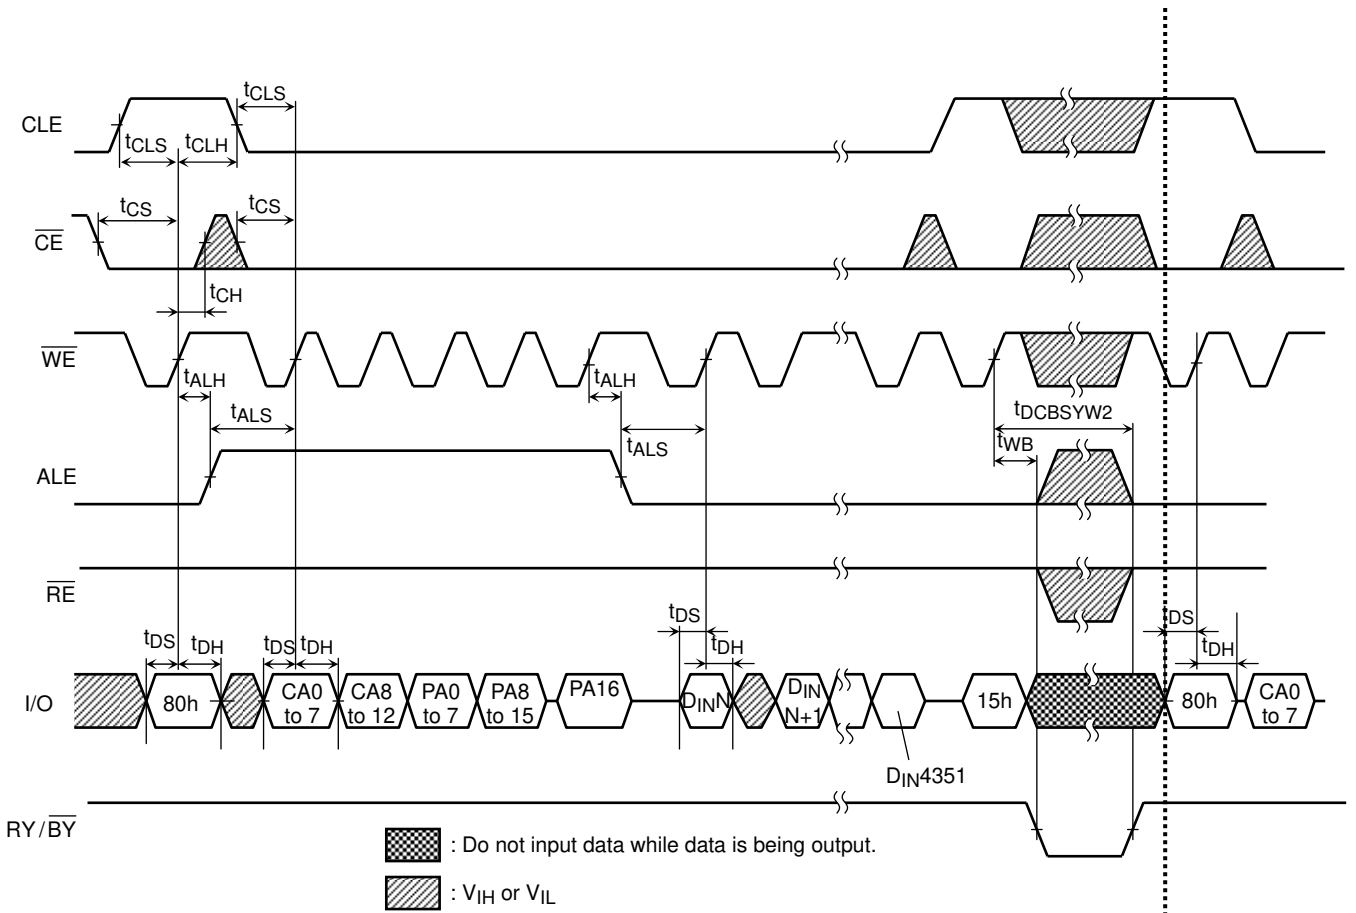 tCLS
CLE
tCLS tCLH
tCS tCS
CE
tCH
WE
tALH tALH
tALS tDCBSYW2
tALS tWB
ALE
RE
tDS tDS
tDS tDH tDS tDH tDH tDH
I/O 80h CA0 to 7 CA8 to 12 PA0 to 7 PA8 to 15 PA16 DINN DIN N+1 15h 80h CA0 to 7
DIN4351
RY/BY
: Do not input data while data is being output.
: VIH or VIL